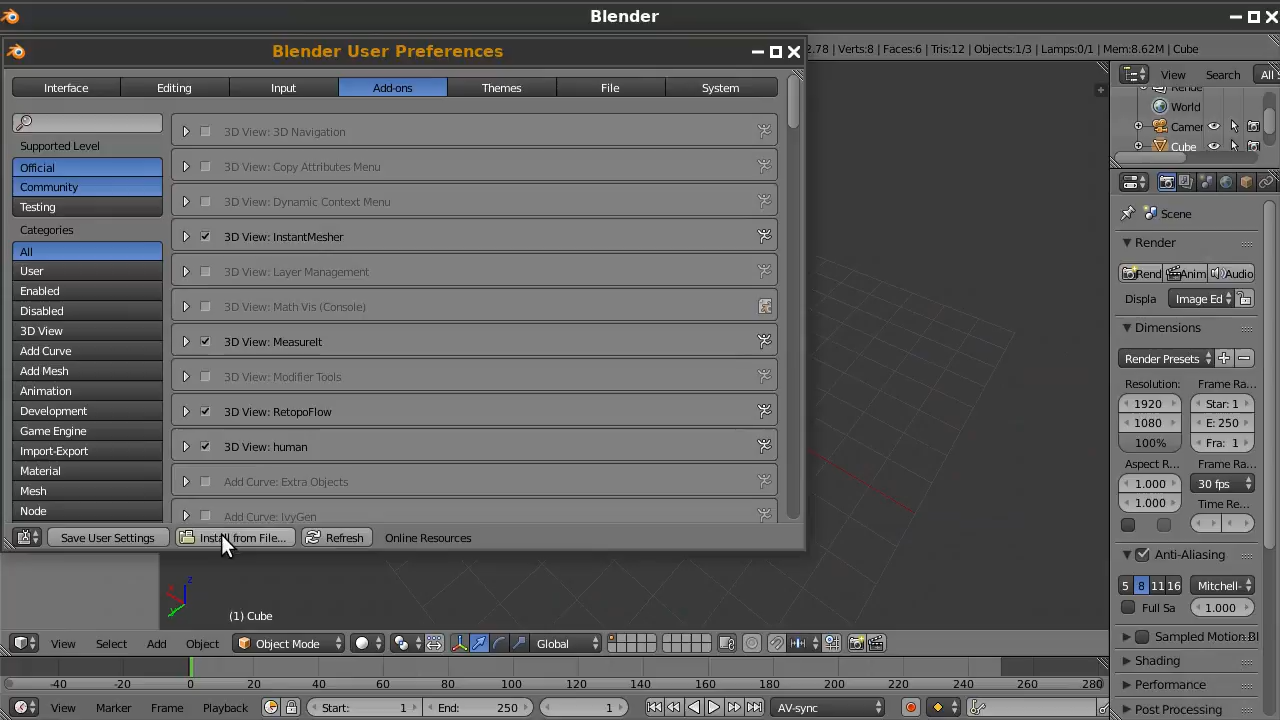 Blender
Blender User Preferences
2.78 | Verts:8 | Faces:6 | Tris:12 | Objects:1/3 | Lamps:0/1 | Mem:
2M | Cube
Interface
Editing
Input
Add-ons
Themes
File
System
View
Search
All S
World
Camer
Cube
Supported Level
Official
Community
Testing
Categories
All
User
Enabled
Disabled
3D View
Add Curve
Add Mesh
Animation
Development
Game Engine
Import-Export
Material
Mesh
Node
3D View: 3D Navigation
3D View: Copy Attributes Menu
3D View: Dynamic Context Menu
3D View: InstantMesher
3D View: Layer Management
3D View: Math Vis (Console)
3D View: MeasureIt
3D View: Modifier Tools
3D View: RetopoFlow
3D View: human
Add Curve: Extra Objects
Add Curve: IvyGen
Save User Settings
Install from File...
Refresh
Online Resources
Scene
Render
Rend
Anim
Audio
Displa
Image Ed
Dimensions
Render Presets
Resolution:
Frame Ra...
1920
Star: 1
1080
E: 250
100%
Fra: 1
Aspect R...
Frame Ra...
1.000
30 fps
1.000
Time Re...
Anti-Aliasing
5
8
11
16
Mitchell-
Full Sa
1.000
Sampled Motion Bl
Shading
Performance
Post Processing
x
z
(1) Cube
View
Select
Add
Object
Object Mode
Global
-40
-20
0
20
40
60
80
100
120
140
160
180
200
220
240
260
280
View
Marker
Frame
Playback
Start:
1
End:
250
1
AV-sync